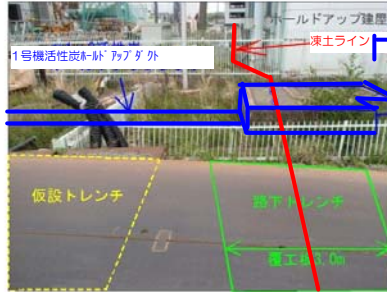 ホールドアップ建屋
凍土ライン
1号機活性炭ホールドアップダクト
仮設トレンチ
路下トレンチ
覆工板3.0m